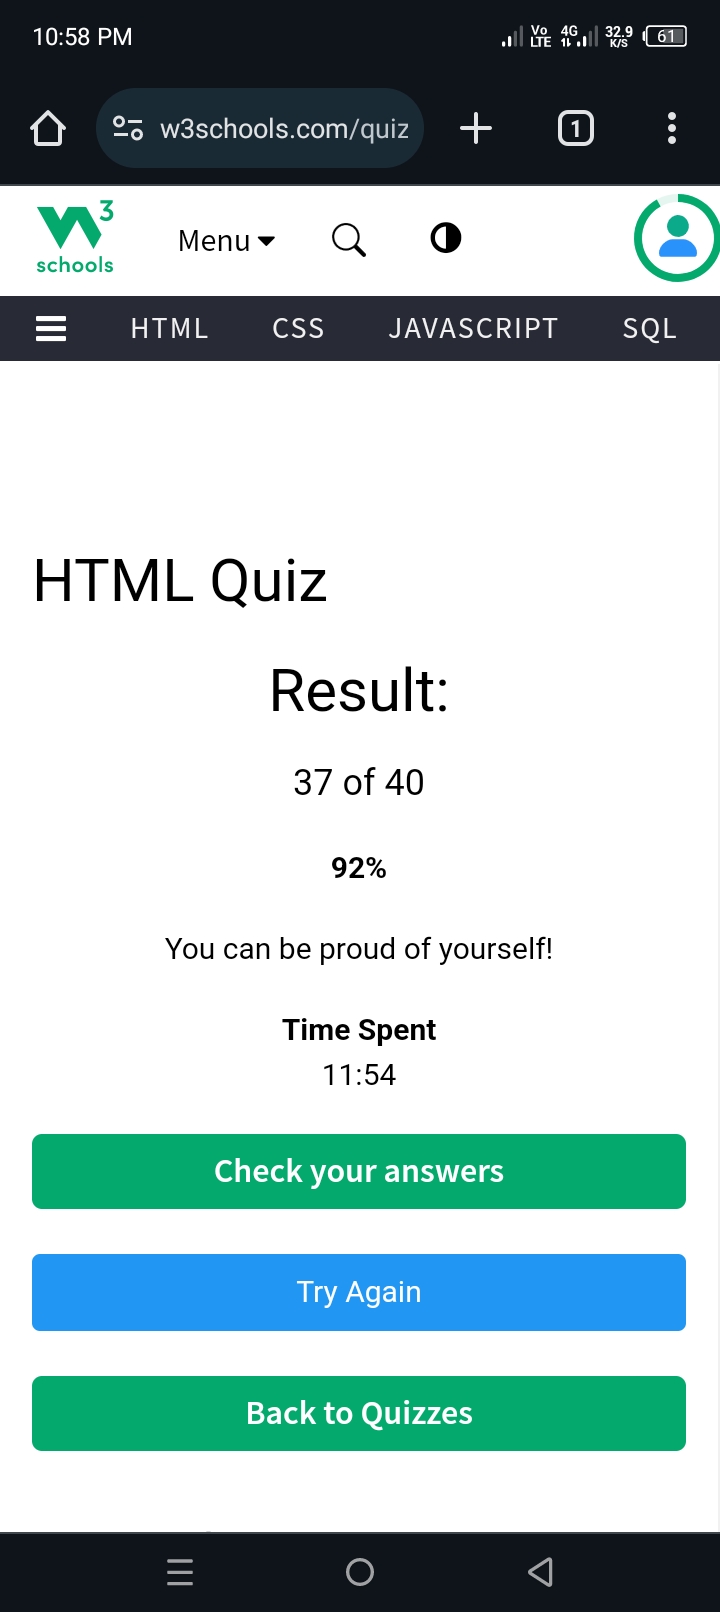 10:58 PM
Vo LTE 4G 32.9 K/S 61
w3schools.com/quiz
1
3
schools
Menu
HTML CSS JAVASCRIPT SQL
HTML Quiz
Result:
37 of 40
92%
You can be proud of yourself!
Time Spent
11:54
Check your answers
Try Again
Back to Quizzes